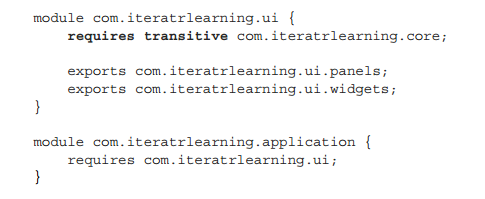 module com.iteratrlearning.ui {
requires transitive com.iteratrlearning.core;
exports com.iteratrlearning.ui.panels;
exports com.iteratrlearning.ui.widgets;
}
module com.iteratrlearning.application {
requires com.iteratrlearning.ui;
}